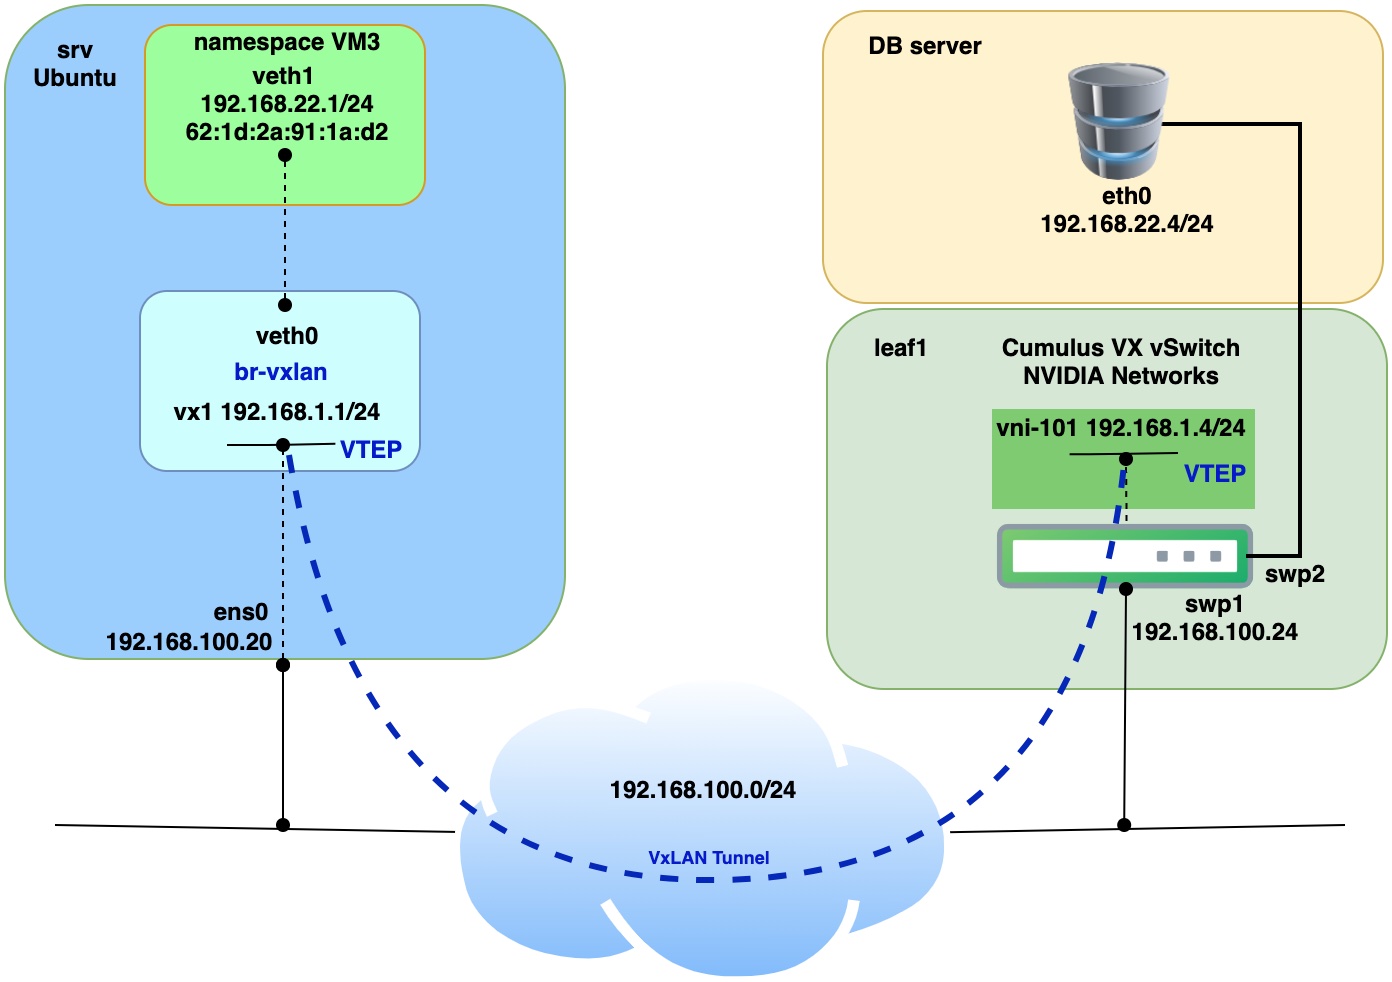 srv
Ubuntu
namespace VM3
veth1
192.168.22.1/24
62:1d:2a:91:1a:d2
veth0
br-vxlan
vx1 192.168.1.1/24
VTEP
ens0
192.168.100.20
DB server
eth0
192.168.22.4/24
leaf1
Cumulus VX vSwitch
NVIDIA Networks
vni-101 192.168.1.4/24
VTEP
swp2
swp1
192.168.100.24
192.168.100.0/24
VxLAN Tunnel